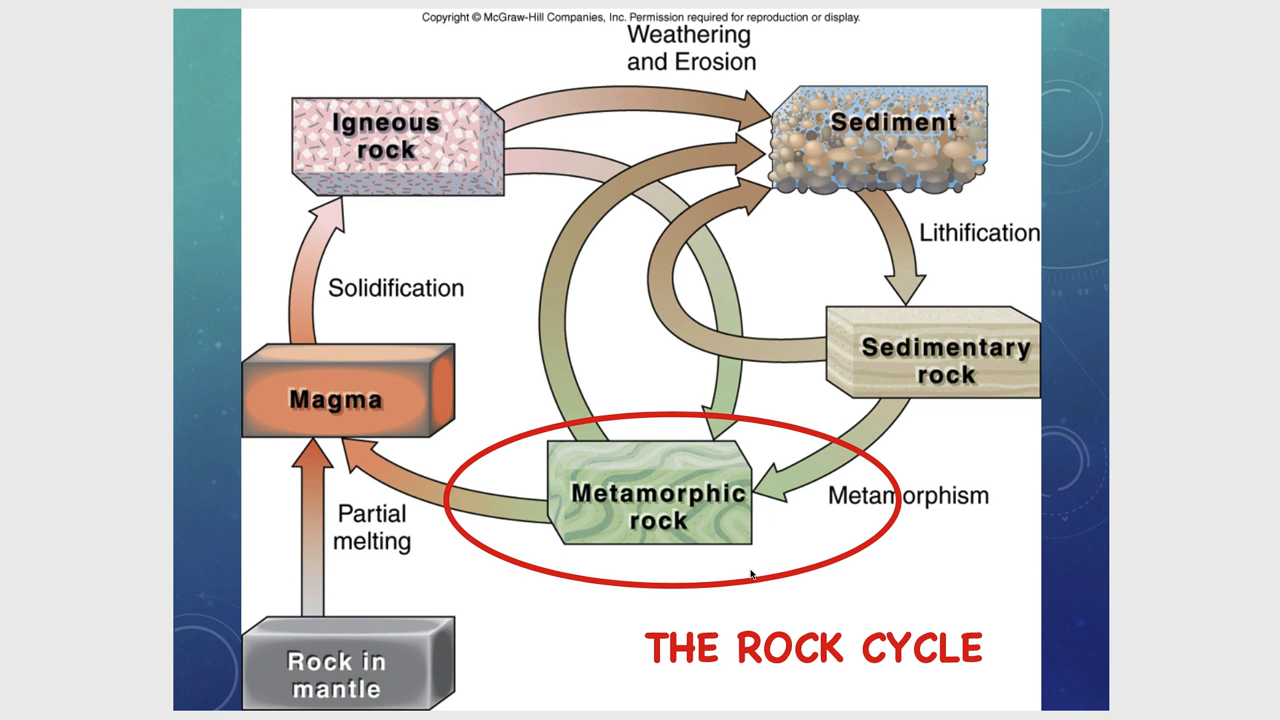 Copyright © McGraw-Hill Companies, Inc. Permission required for reproduction or display.
Weathering
and Erosion
Igneous
rock
Sediment
Lithification
Solidification
Sedimentary
rock
Magma
Metamorphic
rock
Metamorphism
Partial
melting
THE ROCK CYCLE
Rock in
mantle